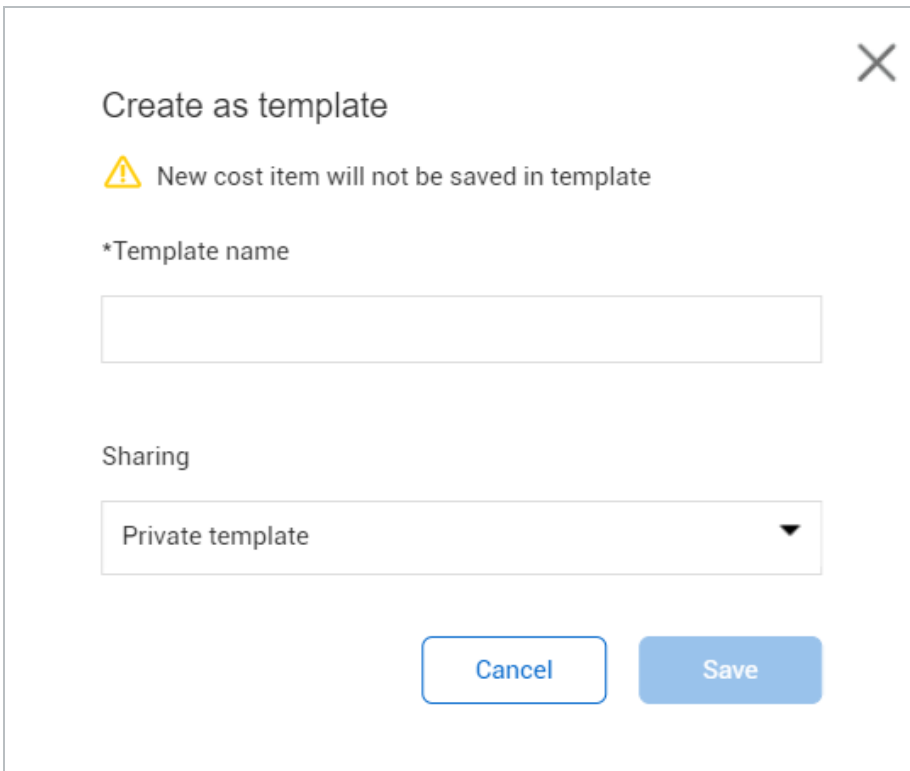 Create as template
New cost item will not be saved in template
*Template name
Sharing
Private template
Cancel Save